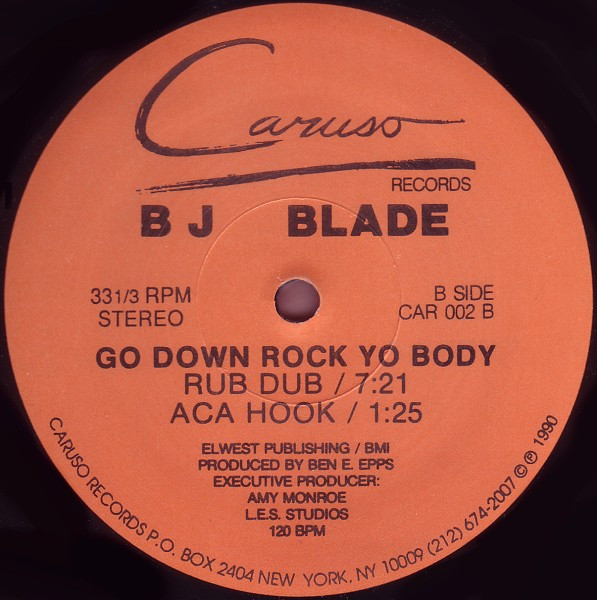 Caruso
RECORDS
B J BLADE
33 1/3 RPM
STEREO
B SIDE
CAR 002 B
GO DOWN ROCK YO BODY
RUB DUB / 7:21
ACA HOOK / 1:25
ELWEST PUBLISHING / BMI
PRODUCED BY BEN E. EPPS
EXECUTIVE PRODUCER:
AMY MONROE
L.E.S. STUDIOS
120 BPM
CARUSO RECORDS P.O. BOX 2404 NEW YORK, NY 10009 (212) 674-2007 © ℗ 1990